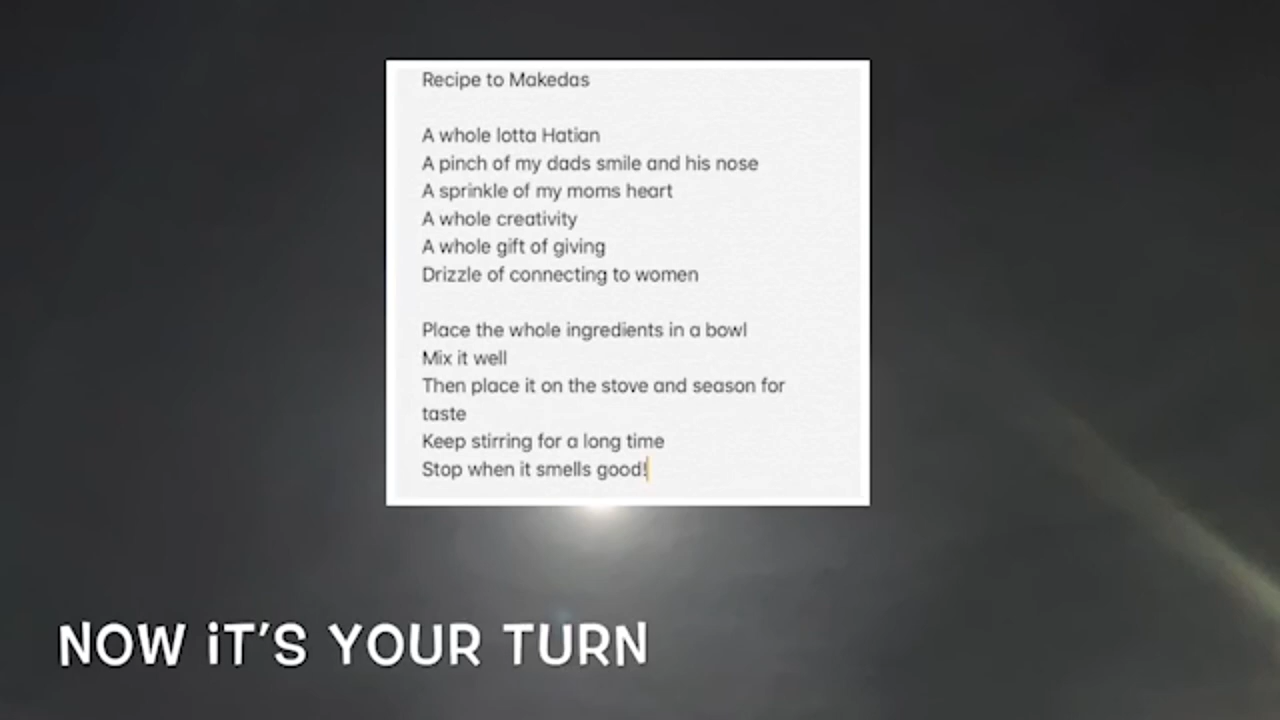 Recipe to Makedas
A whole lotta Hatian
A pinch of my dads smile and his nose
A sprinkle of my moms heart
A whole creativity
A whole gift of giving
Drizzle of connecting to women
Place the whole ingredients in a bowl
Mix it well
Then place it on the stove and season for
taste
Keep stirring for a long time
Stop when it smells good!
NOW iT'S YOUR TURN